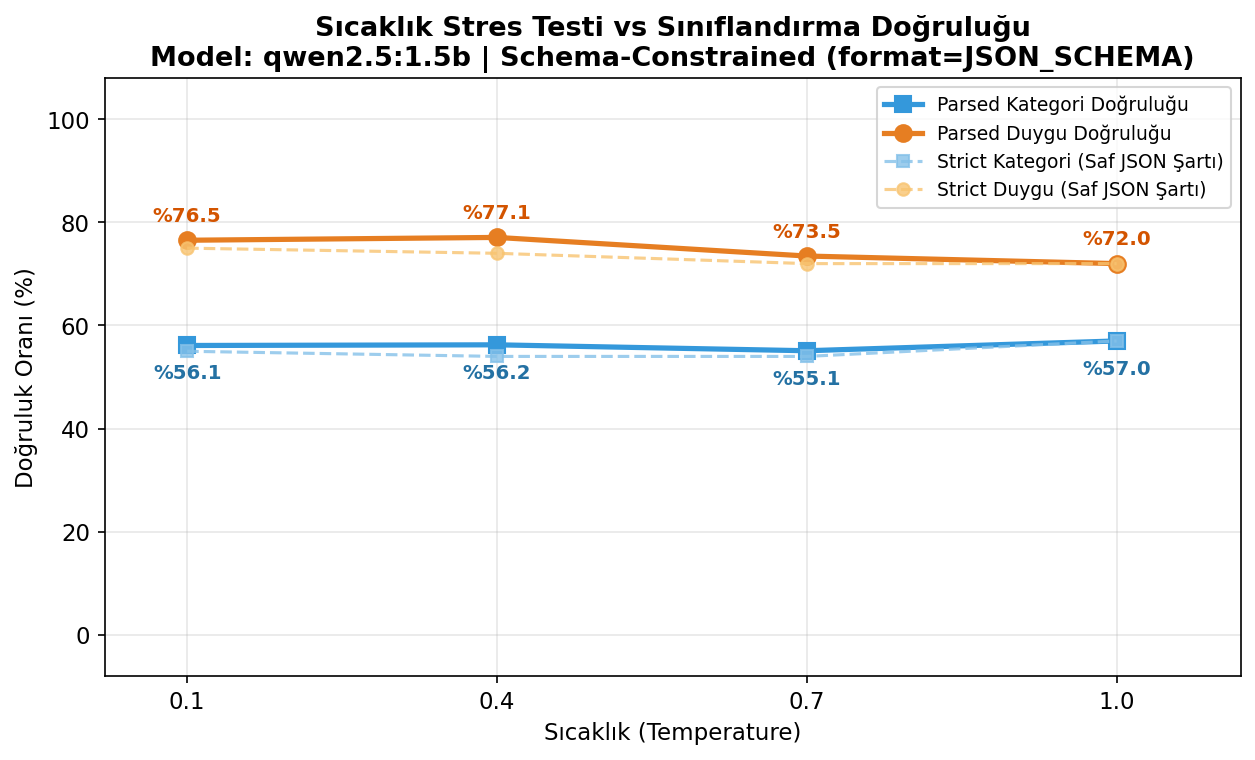 Sıcaklık Stres Testi vs Sınıflandırma Doğruluğu
Model: qwen2.5:1.5b | Schema-Constrained (format=JSON_SCHEMA)
Parsed Kategori Doğruluğu
Parsed Duygu Doğruluğu
Strict Kategori (Saf JSON Şartı)
Strict Duygu (Saf JSON Şartı)
Doğruluk Oranı (%)
100
80
60
40
20
0
%76.5
%77.1
%73.5
%72.0
%56.1
%56.2
%55.1
%57.0
0.1
0.4
0.7
1.0
Sıcaklık (Temperature)